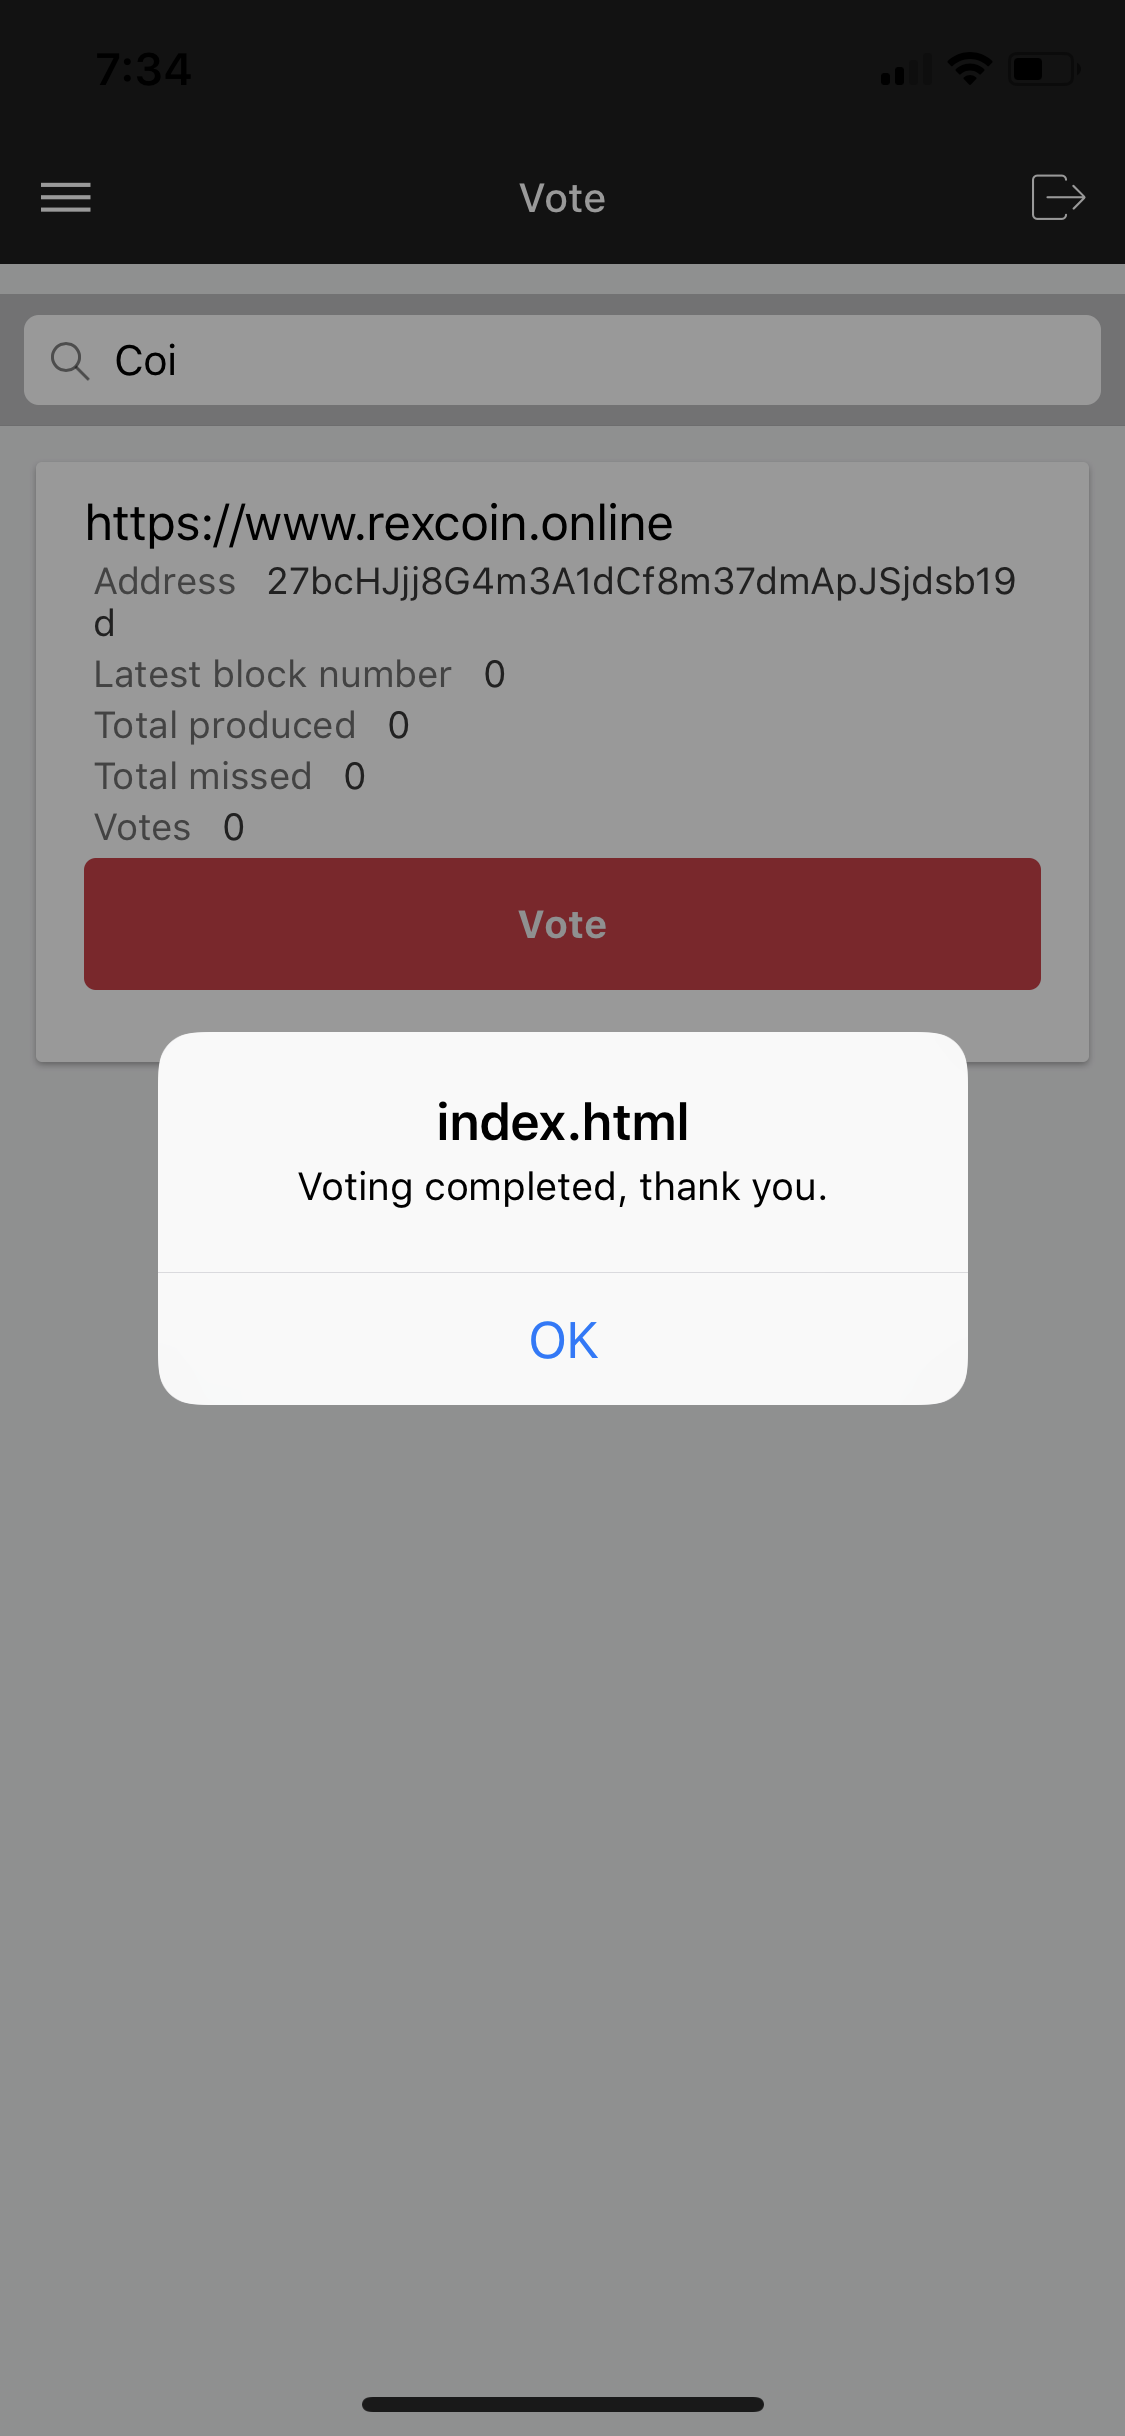 7:34
Vote
Coi
https://www.rexcoin.online
Address 27bcHJjj8G4m3A1dCf8m37dmApJSjdsb19
d
Latest block number 0
Total produced 0
Total missed 0
Votes 0
Vote
index.html
Voting completed, thank you.
OK